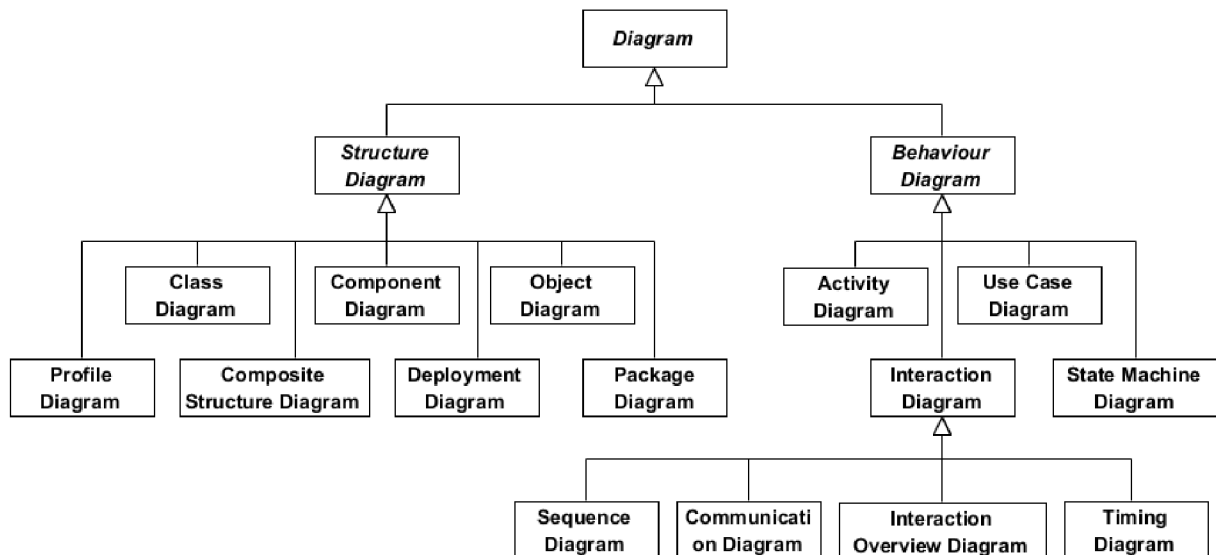 Diagram
Structure
Diagram
Behaviour
Diagram
Class
Diagram
Component
Diagram
Object
Diagram
Activity
Diagram
Use Case
Diagram
Profile
Diagram
Composite
Structure Diagram
Deployment
Diagram
Package
Diagram
Interaction
Diagram
State Machine
Diagram
Sequence
Diagram
Communicati
on Diagram
Interaction
Overview Diagram
Timing
Diagram